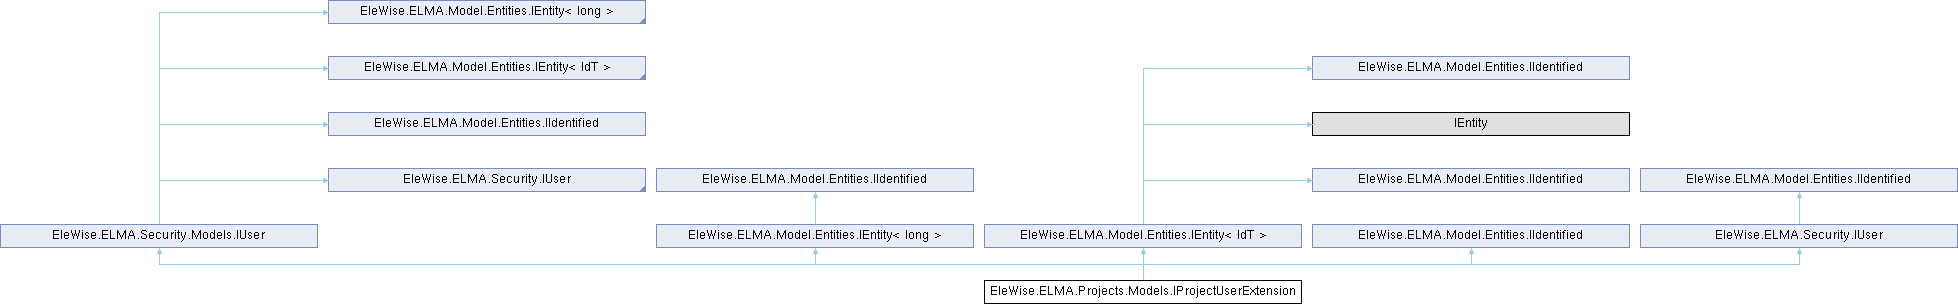 EleWise.ELMA.Model.Entities.IEntity< long >
EleWise.ELMA.Model.Entities.IEntity< IdT >
EleWise.ELMA.Model.Entities.IIdentified
EleWise.ELMA.Model.Entities.IIdentified
IEntity
EleWise.ELMA.Security.IUser
EleWise.ELMA.Model.Entities.IIdentified
EleWise.ELMA.Model.Entities.IIdentified
EleWise.ELMA.Model.Entities.IIdentified
EleWise.ELMA.Security.Models.IUser
EleWise.ELMA.Model.Entities.IEntity< long >
EleWise.ELMA.Model.Entities.IEntity< IdT >
EleWise.ELMA.Model.Entities.IIdentified
EleWise.ELMA.Security.IUser
EleWise.ELMA.Projects.Models.IProjectUserExtension